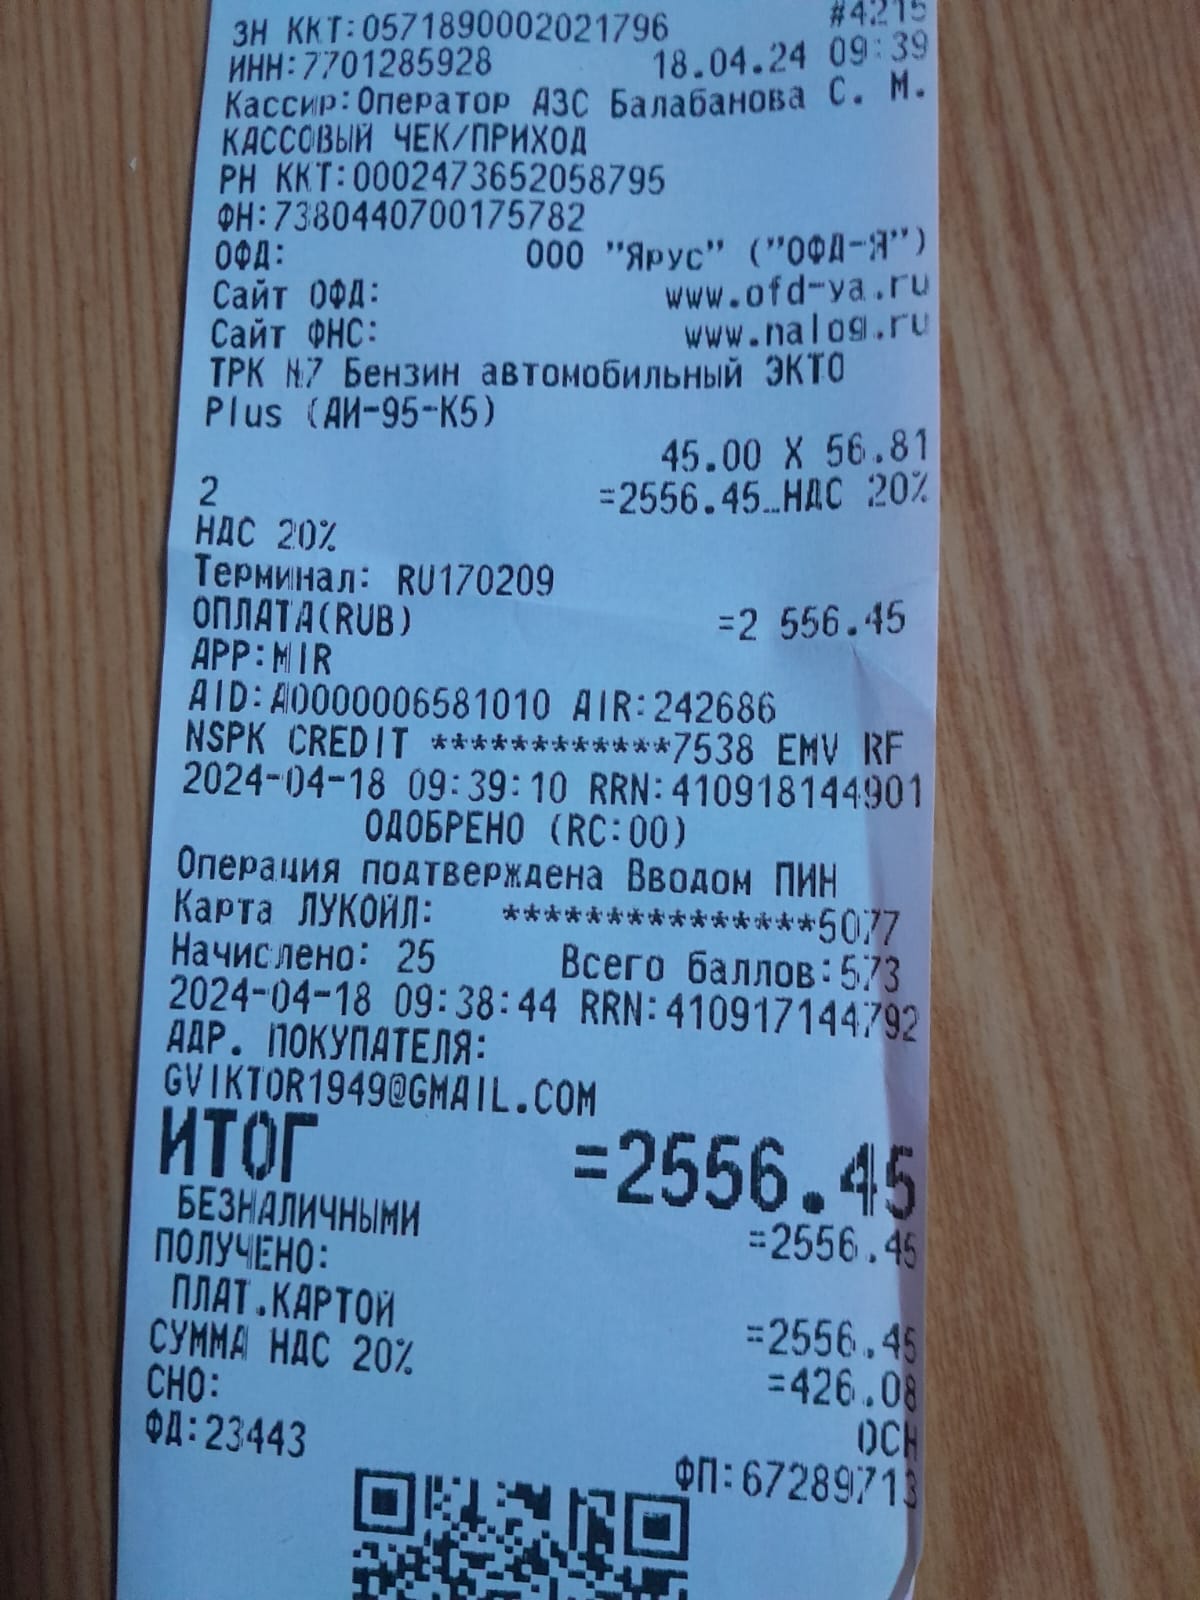 ЗН ККТ:0571890002021796 #4215
ИНН:7701285928 18.04.24 09:39
Кассир:Оператор АЗС Балабанова С. М.
КАССОВЫЙ ЧЕК/ПРИХОД
РН ККТ:0002473652058795
ФН:7380440700175782
ОФД: ООО "Ярус" ("ОФД-Я")
Сайт ОФД: www.ofd-ya.ru
Сайт ФНС: www.nalog.ru
ТРК №7 Бензин автомобильный ЭКТО
Plus (АИ-95-К5)
45.00 X 56.81
2 =2556.45…НДС 20%
НДС 20%
Терминал: RU170209
ОПЛАТА(RUB) =2 556.45
APP:MIR
AID:A0000006581010 AIR:242686
NSPK CREDIT ************7538 EMV RF
2024-04-18 09:39:10 RRN:410918144901
ОДОБРЕНО (RC:00)
Операция подтверждена Вводом ПИН
Карта ЛУКОЙЛ: ***************5077
Начислено: 25 Всего баллов:573
2024-04-18 09:38:44 RRN:410917144792
АДР. ПОКУПАТЕЛЯ:
GVIKTOR1949@GMAIL.COM
ИТОГ =2556.45
БЕЗНАЛИЧНЫМИ =2556.45
ПОЛУЧЕНО:
ПЛАТ.КАРТОЙ =2556.45
СУММА НДС 20% =426.08
СНО: ОСН
ФД:23443 ФП:67289713